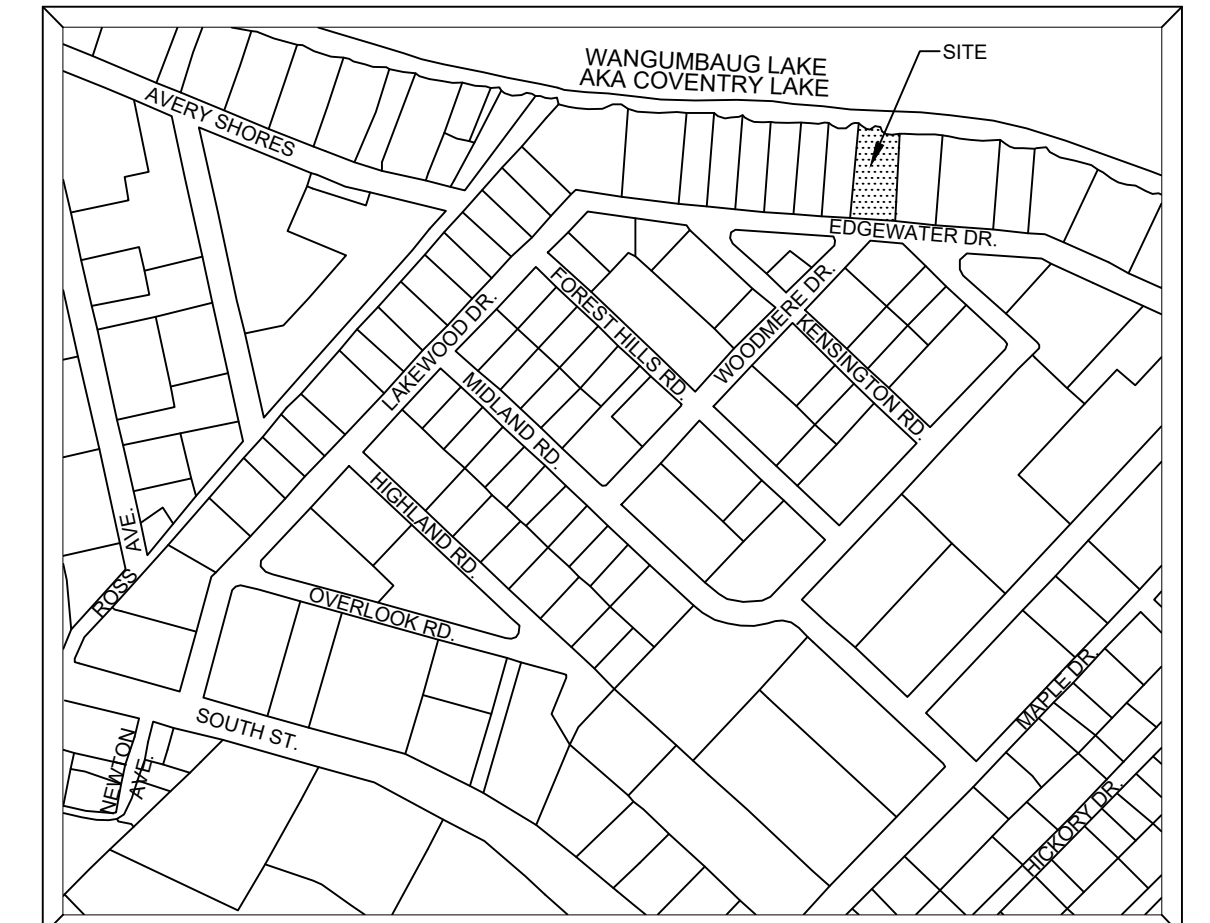 WANGUMBAUG LAKE
AKA COVENTRY LAKE
SITE
AVERY SHORES
EDGEWATER DR.
FOREST HILLS RD.
WOODMERE DR.
KENSINGTON RD.
LAKEWOOD DR.
MIDLAND RD.
HIGHLAND RD.
ROSS AVE.
OVERLOOK RD.
MAPLE DR.
SOUTH ST.
NEWTON
AVE.
HICKORY DR.